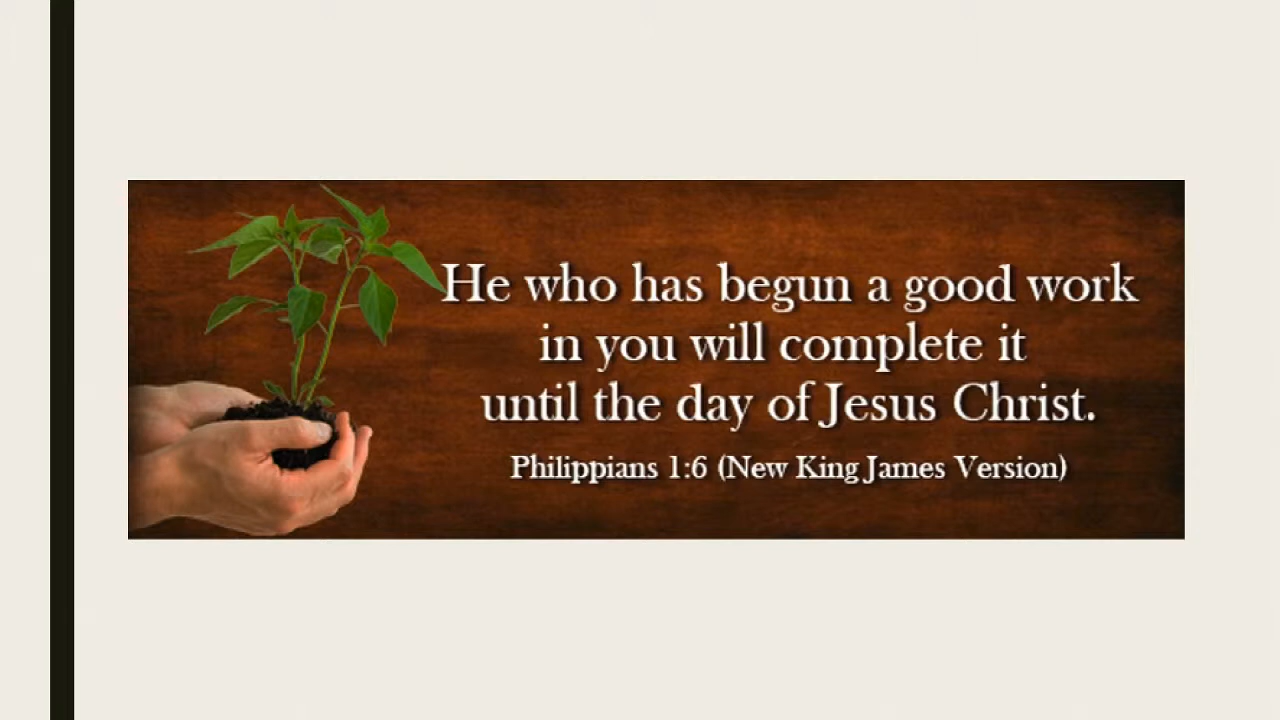 He who has begun a good work
in you will complete it
until the day of Jesus Christ.
Philippians 1:6 (New King James Version)